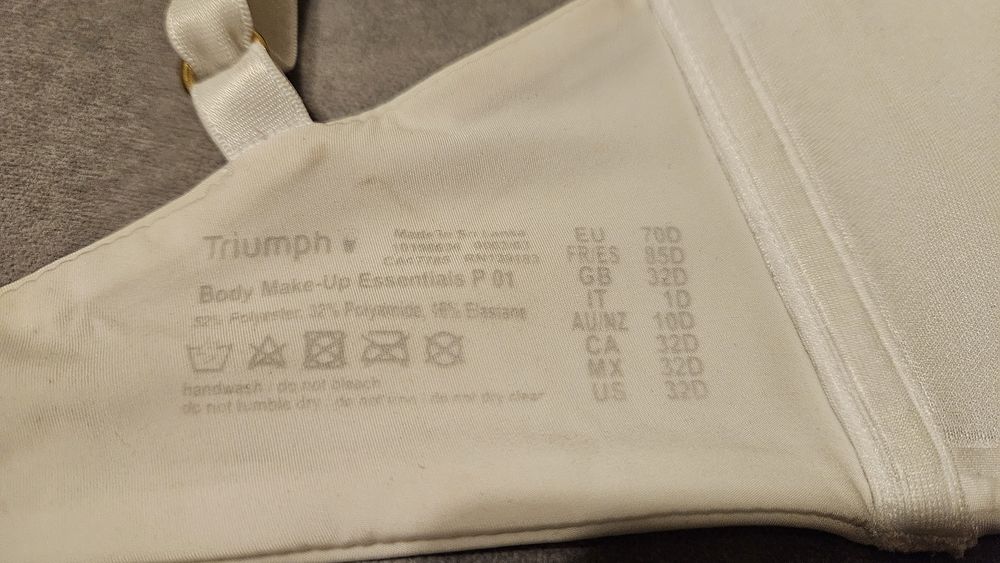 Triumph
Made in Sri Lanka
Body Make-Up Essentials P 01
52% Polyester, 32% Polyamide, 16% Elastane
handwash / do not bleach
do not tumble dry / do not iron / do not dry clean
EU 70D
FR/ES 85D
GB 32D
IT 1D
AU/NZ 10D
CA 32D
MX 32D
US 32D